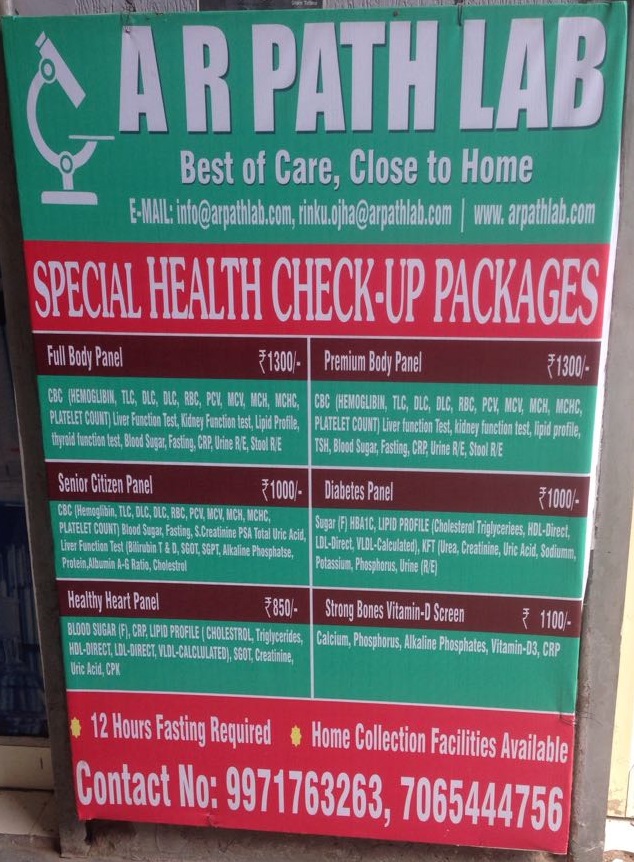 A R PATH LAB
Best of Care, Close to Home
E-MAIL: info@arpathlab.com, rinku.ojha@arpathlab.com | www. arpathlab.com
SPECIAL HEALTH CHECK-UP PACKAGES
Full Body Panel ₹1300/-
CBC (HEMOGLIBIN, TLC, DLC, DLC, RBC, PCV, MCV, MCH, MCHC,
PLATELET COUNT) Liver Function Test, Kidney Function test, Lipid Profile,
thyroid function test, Blood Sugar, Fasting, CRP, Urine R/E, Stool R/E
Premium Body Panel ₹1300/-
CBC (HEMOGLIBIN, TLC, DLC, DLC, RBC, PCV, MCV, MCH, MCHC,
PLATELET COUNT) Liver Function test, kidney function test, lipid profile,
TSH, Blood Sugar, Fasting, CRP, Urine R/E, Stool R/E
Senior Citizen Panel ₹1000/-
CBC (Hemoglibin, TLC, DLC, DLC, RBC, PCV, MCV, MCH, MCHC,
PLATELET COUNT) Blood Sugar, Fasting, S.Creatinine PSA Total Uric Acid,
Liver Function Test (Bilirubin T & D, SGOT, SGPT, Alkaline Phosphatse,
Protein,Albumin A-G Ratio, Cholestrul
Diabetes Panel ₹1000/-
Sugar (F) HBA1C, LIPID PROFILE (Cholesterol Triglyceriees, HDL-Direct,
LDL-Direct, VLDL-Calculated), KFT (Urea, Creatinine, Uric Acid, Sodiumm,
Potassium, Phosphorus, Urine (R/E)
Healthy Heart Panel ₹850/-
BLOOD SUGAR (F), CRP, LIPID PROFILE ( CHOLESTROL, Triglycerides,
HDL-DIRECT, LDL-DIRECT, VLDL-CALCLULATED), SGOT, Creatinine,
Uric Acid, CPK
Strong Bones Vitamin-D Screen ₹ 1100/-
Calcium, Phosphorus, Alkaline Phosphates, Vitamin-D3, CRP
12 Hours Fasting Required Home Collection Facilities Available
Contact No: 9971763263, 7065444756